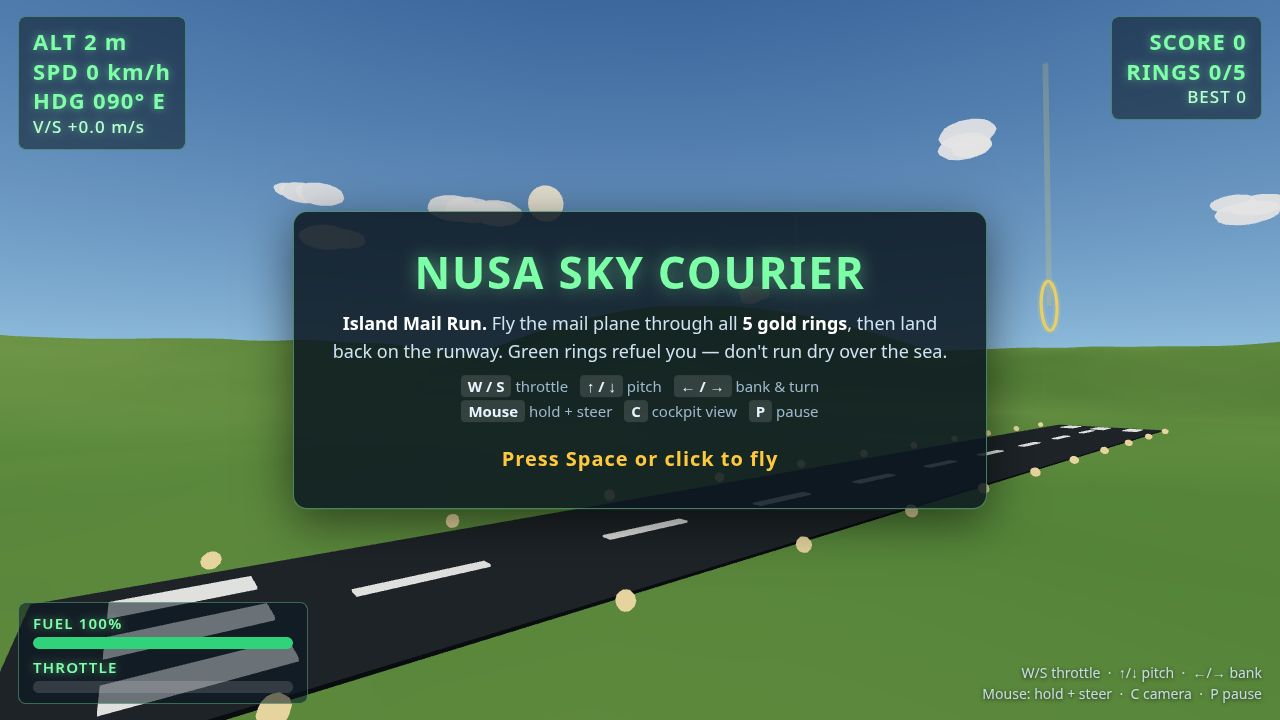 ALT 2 m
SPD 0 km/h
HDG 090° E
V/S +0.0 m/s
SCORE 0
RINGS 0/5
BEST 0
NUSA SKY COURIER
Island Mail Run. Fly the mail plane through all 5 gold rings, then land
back on the runway. Green rings refuel you — don't run dry over the sea.
W / S throttle ↑ / ↓ pitch ← / → bank & turn
Mouse hold + steer C cockpit view P pause
Press Space or click to fly
FUEL 100%
THROTTLE
W/S throttle · ↑/↓ pitch · ←/→ bank
Mouse: hold + steer · C camera · P pause